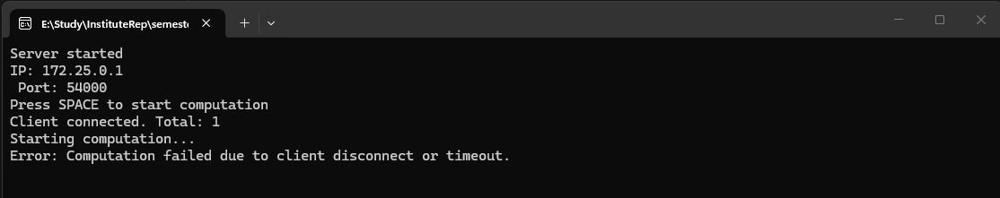 E:\Study\InstituteRep\semest
Server started
IP: 172.25.0.1
 Port: 54000
Press SPACE to start computation
Client connected. Total: 1
Starting computation...
Error: Computation failed due to client disconnect or timeout.